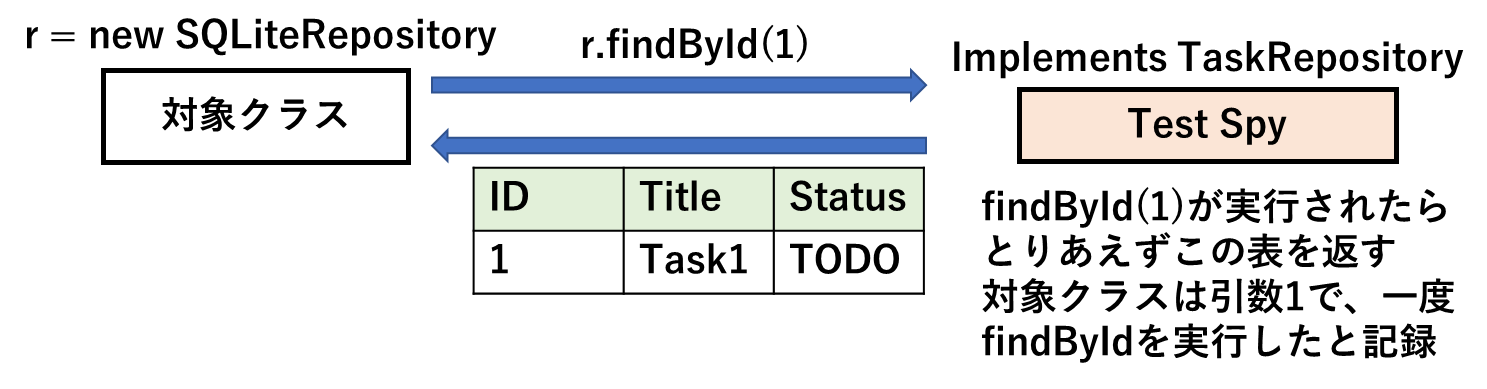 r = new SQLiteRepository
r.findById(1)
Implements TaskRepository
対象クラス
Test Spy
ID Title Status
1 Task1 TODO
findById(1)が実行されたら
とりあえずこの表を返す
対象クラスは引数1で、一度
findByIdを実行したと記録